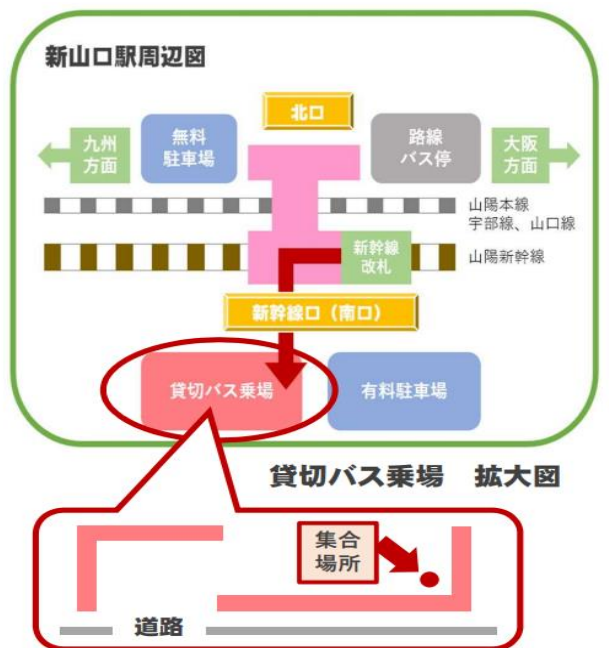 新山口駅周辺図
北口
九州
方面
無料
駐車場
路線
バス停
大阪
方面
山陽本線
宇部線、山口線
新幹線
改札
山陽新幹線
新幹線口（南口）
貸切バス乗場
有料駐車場
貸切バス乗場　拡大図
集合
場所
道路